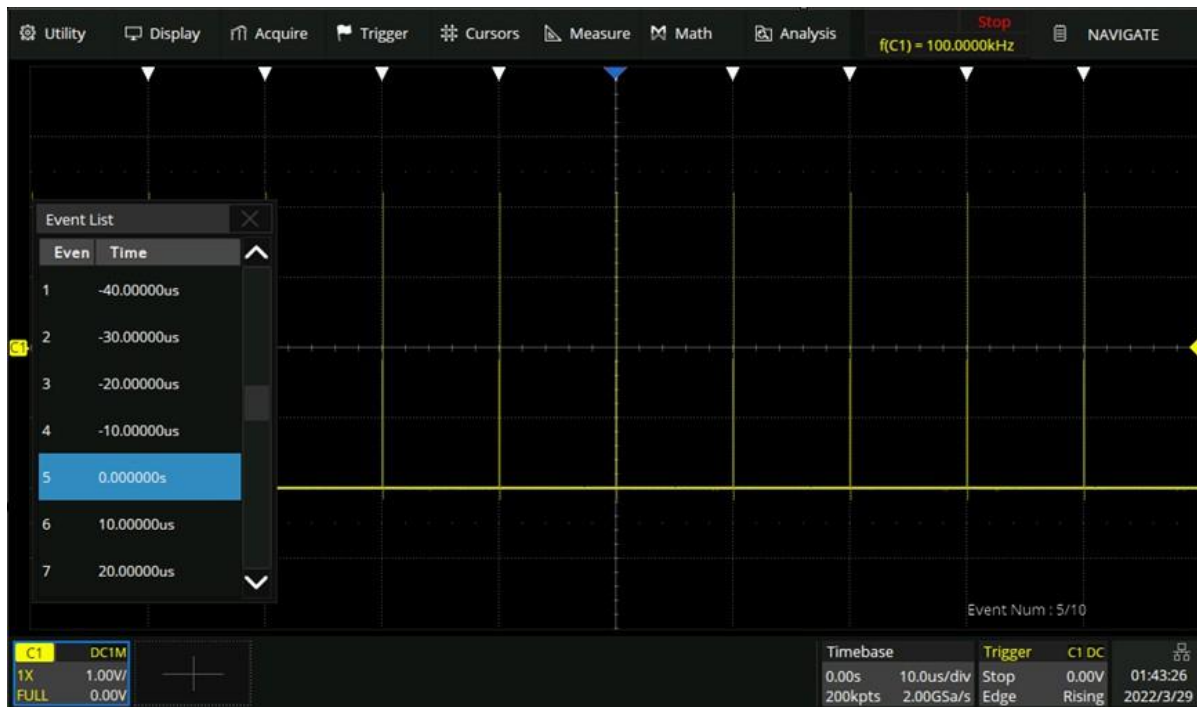 Utility Display Acquire Trigger Cursors Measure Math Analysis Stop NAVIGATE
f(C1) = 100.0000kHz
Event List
Even Time
1 -40.00000us
2 -30.00000us
C1
3 -20.00000us
4 -10.00000us
5 0.000000s
6 10.00000us
7 20.00000us
Event Num : 5/10
C1 DC1M Timebase Trigger C1 DC
1X 1.00V/ 0.00s 10.0us/div Stop 0.00V 01:43:26
FULL 0.00V 200kpts 2.00GSa/s Edge Rising 2022/3/29